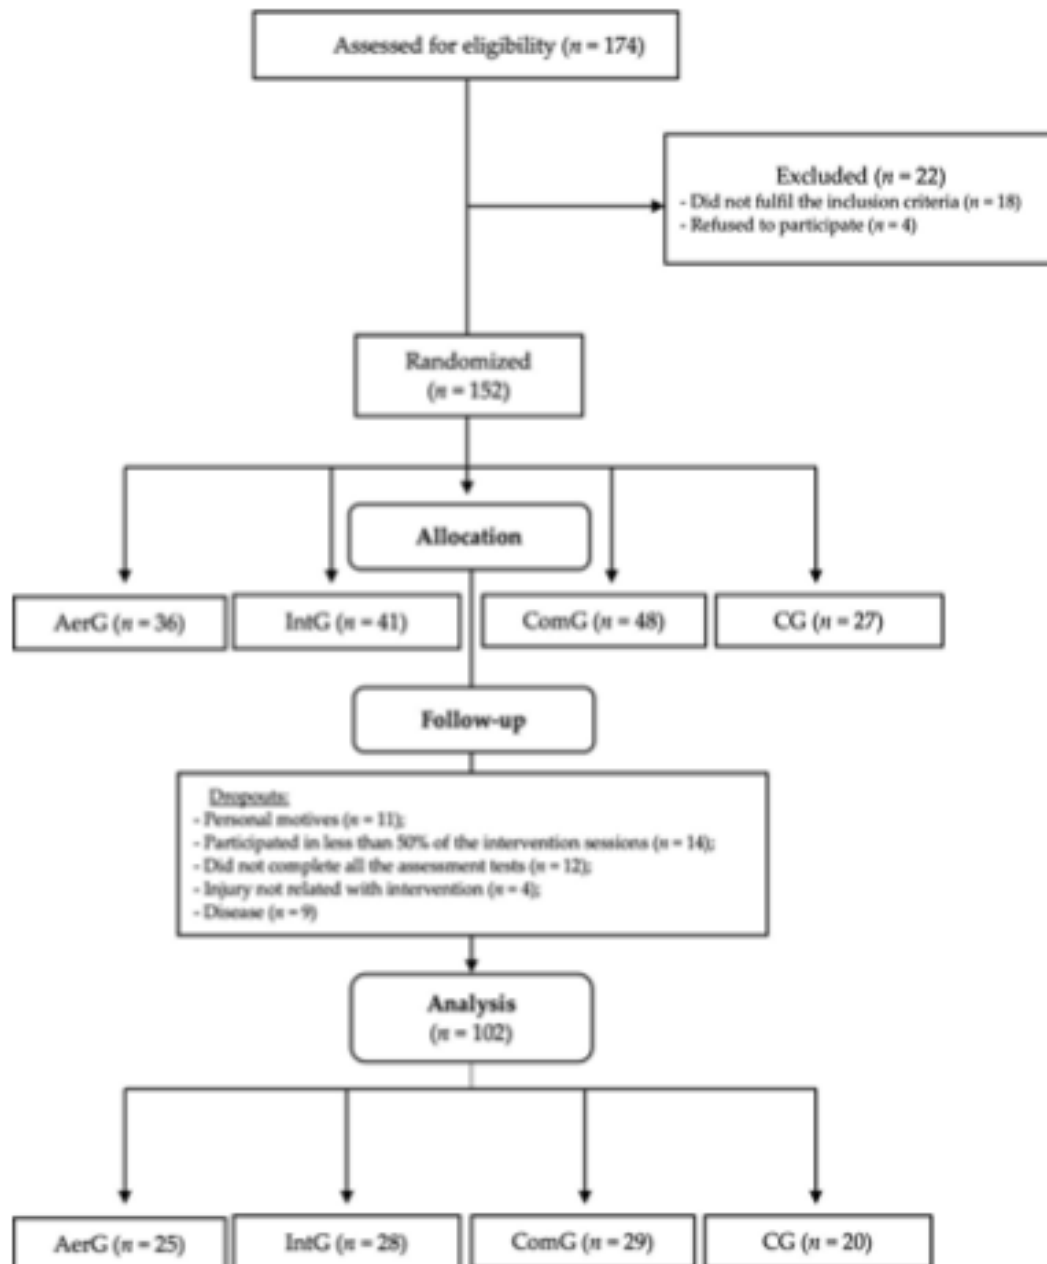 Assessed for eligibility (n = 174)
Excluded (n = 22)
- Did not fulfil the inclusion criteria (n = 18)
- Refused to participate (n = 4)
Randomized
(n = 152)
Allocation
AerG (n = 36)
IntG (n = 41)
ComG (n = 48)
CG (n = 27)
Follow-up
Dropouts:
- Personal motives (n = 11);
- Participated in less than 50% of the intervention sessions (n = 14);
- Did not complete all the assessment tests (n = 12);
- Injury not related with intervention (n = 4);
- Disease (n = 9)
Analysis
(n = 102)
AerG (n = 25)
IntG (n = 28)
ComG (n = 29)
CG (n = 20)